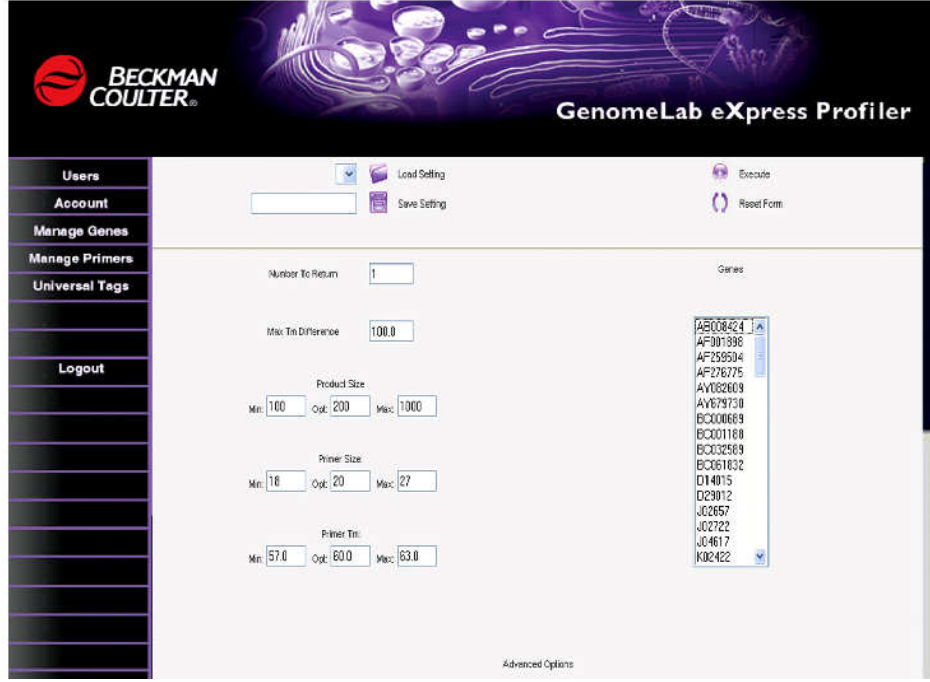 BECKMAN
COULTER®
GenomeLab eXpress Profiler
Users
Account
Manage Genes
Manage Primers
Universal Tags
Logout
Load Setting
Execute
Save Setting
Reset Form
Number To Return 1
Genes
Max Tm Difference 100.0
Product Size
Min: 100 Opt: 200 Max: 1000
Primer Size:
Min: 18 Opt: 20 Max: 27
Primer Tm:
Min: 57.0 Opt: 60.0 Max: 63.0
AB008424
AF001898
AF259504
AF276775
AY082609
AY679730
BC000689
BC001188
BC032589
BC061832
D14015
D29012
J02657
J02722
J04617
K02422
Advanced Options